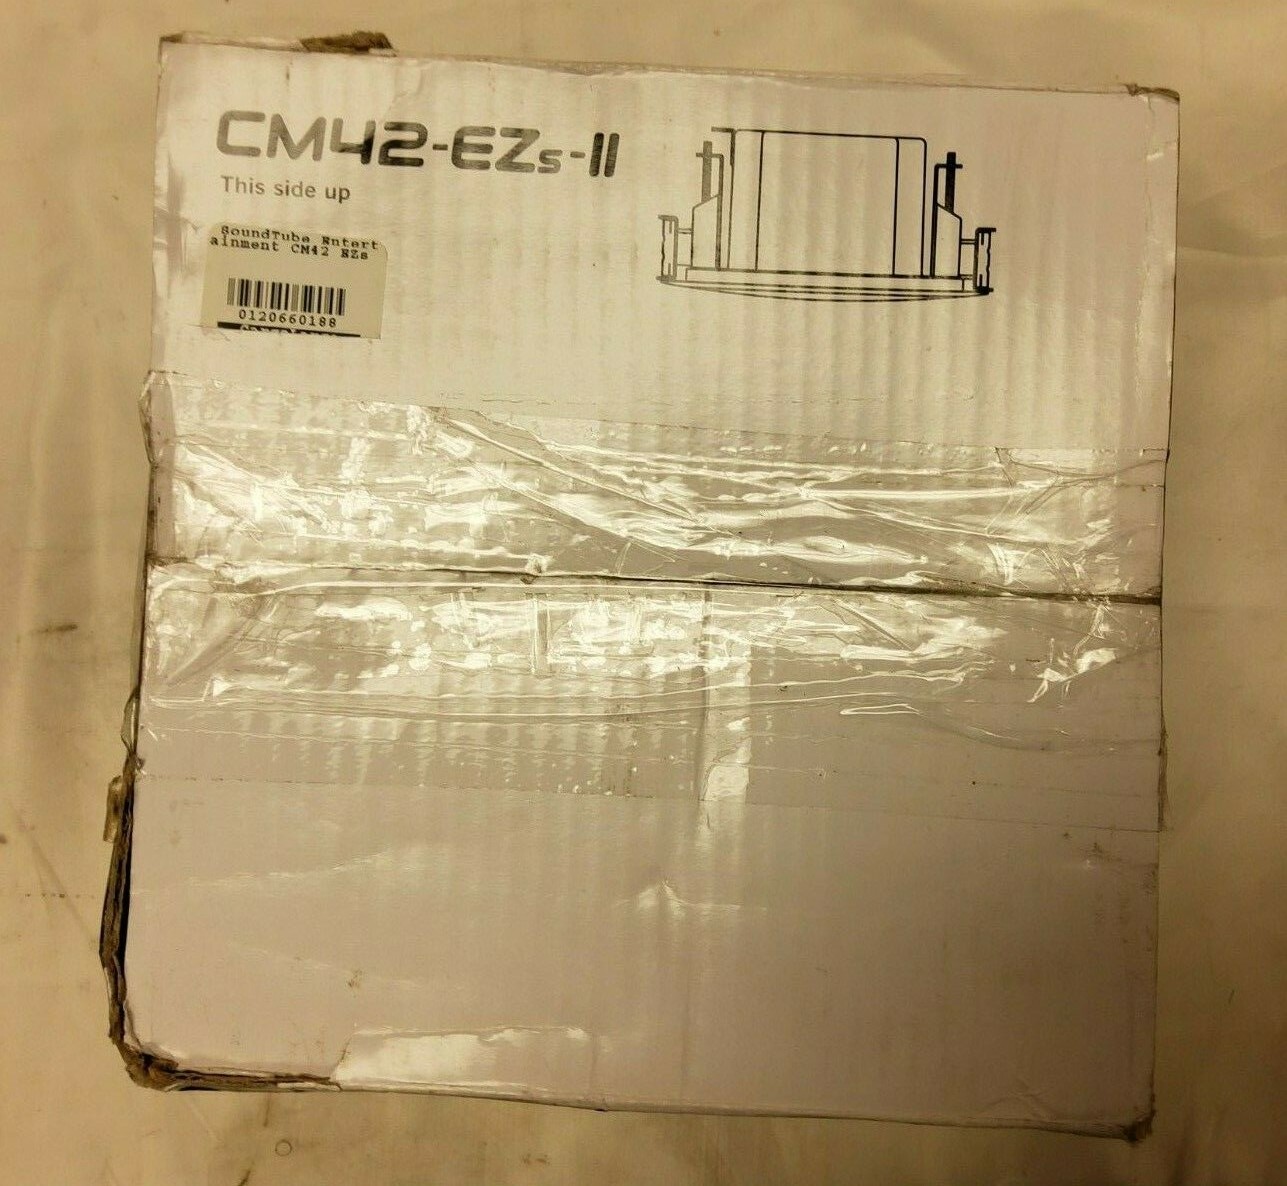 CM42-EZs-II
This side up
SoundTube Entert
ainment CM42 EZs
0120660188